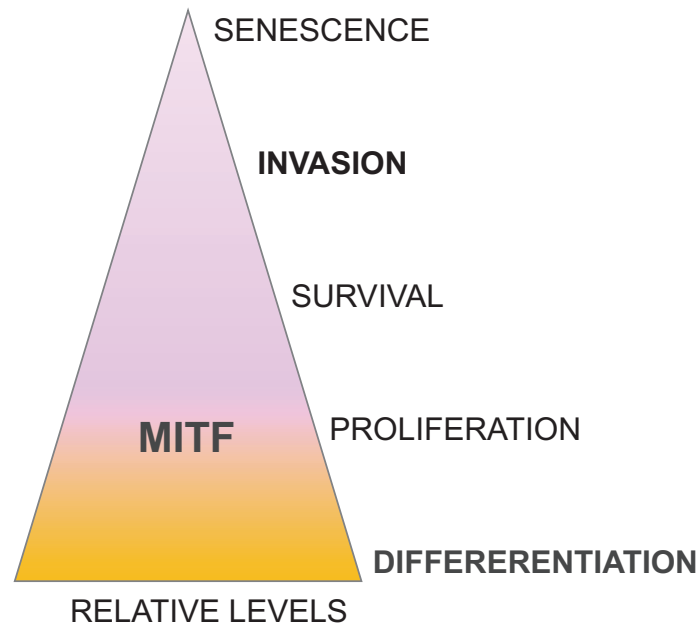 SENESCENCE
INVASION
SURVIVAL
MITF
PROLIFERATION
DIFFERERENTIATION
RELATIVE LEVELS